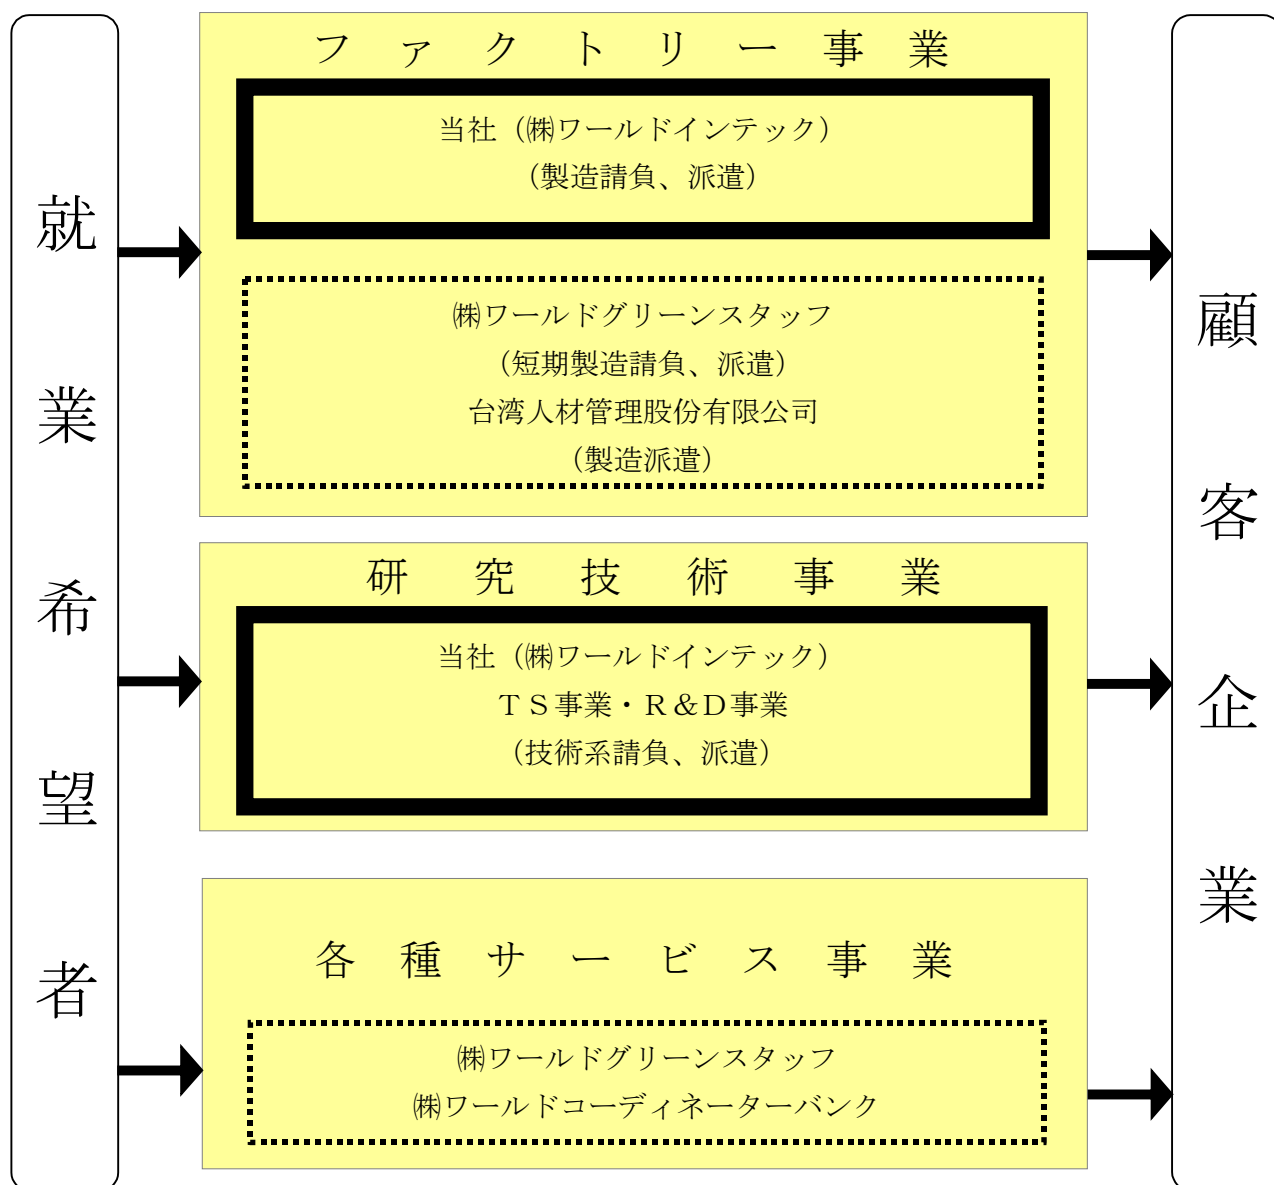 就業希望者
ファクトリー事業
当社（㈱ワールドインテック）
（製造請負、派遣）
㈱ワールドグリーンスタッフ
（短期製造請負、派遣）
台湾人材管理股份有限公司
（製造派遣）
研究技術事業
当社（㈱ワールドインテック）
ＴＳ事業・Ｒ＆Ｄ事業
（技術系請負、派遣）
各種サービス事業
㈱ワールドグリーンスタッフ
㈱ワールドコーディネーターバンク
顧客企業